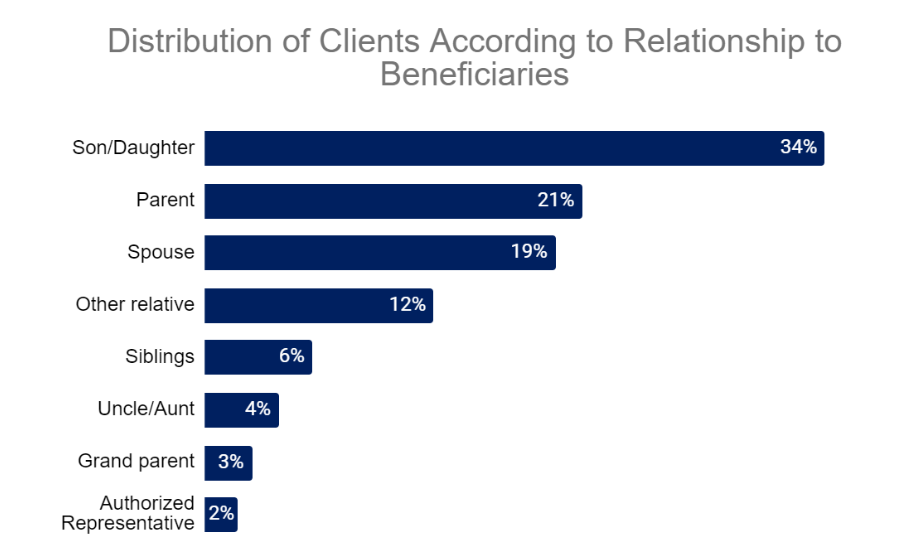 Distribution of Clients According to Relationship to
Beneficiaries
Son/Daughter 34%
Parent 21%
Spouse 19%
Other relative 12%
Siblings 6%
Uncle/Aunt 4%
Grand parent 3%
Authorized
Representative 2%